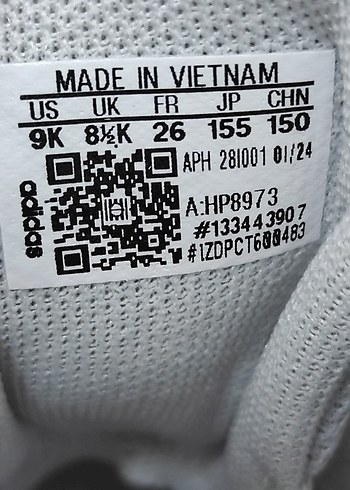 MADE IN VIETNAM
US UK FR JP CHN
9K 8½K 26 155 150
APH 281001 01/24
adidas
A:HP8973
#133443907
#1ZDPCT600483